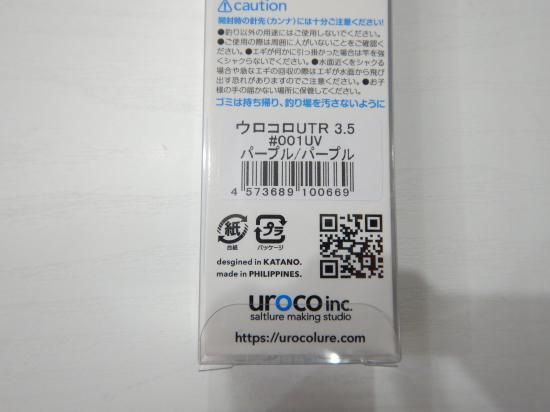 ⚠caution
開封時の針先(カンナ)には十分ご注意ください!
●釣り以外の用途にはご使用しないでください。
●ご使用の際は周囲に人がいないことをご確認く
ださい。●エギが何かに引っ掛かった場合は竿を強
くシャクらないでください。●水面近くをシャクる
場合や急なエギの回収の際はエギが水面から飛び
出す恐れがありますのでご注意ください。●お子
様の手の届かない場所に保管してください。
ゴミは持ち帰り、釣り場を汚さないように
ウロコロUTR 3.5
#001UV
パープル/パープル
4 573689 100669
紙
台紙
プラ
パッケージ
desgined in KATANO.
made in PHILIPPINES.
uroco inc.
saltlure making studio
https://urocolure.com